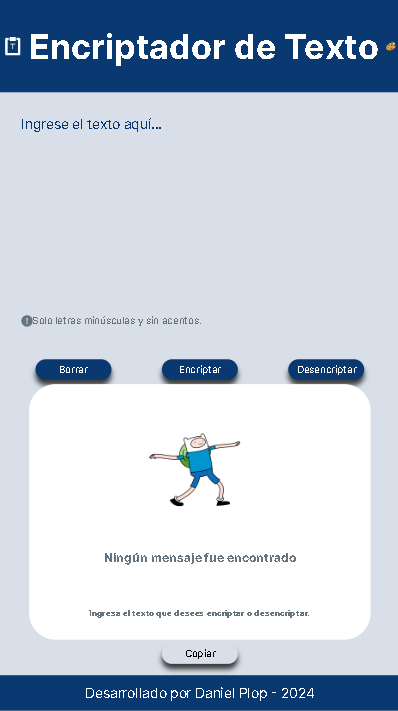 Encriptador de Texto
Ingrese el texto aquí...
Solo letras minúsculas y sin acentos.
Borrar
Encriptar
Desencriptar
Ningún mensaje fue encontrado
Ingresa el texto que desees encriptar o desencriptar.
Copiar
Desarrollado por Daniel Plop - 2024